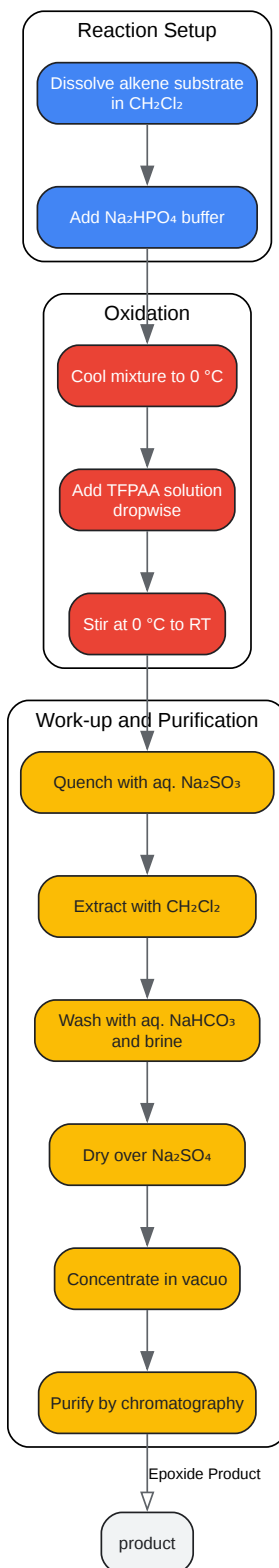 Reaction Setup
Dissolve alkene substrate
in CH₂Cl₂
Add Na₂HPO₄ buffer
Oxidation
Cool mixture to 0 °C
Add TFPAA solution
dropwise
Stir at 0 °C to RT
Work-up and Purification
Quench with aq. Na₂SO₃
Extract with CH₂Cl₂
Wash with aq. NaHCO₃
and brine
Dry over Na₂SO₄
Concentrate in vacuo
Purify by chromatography
Epoxide Product
product